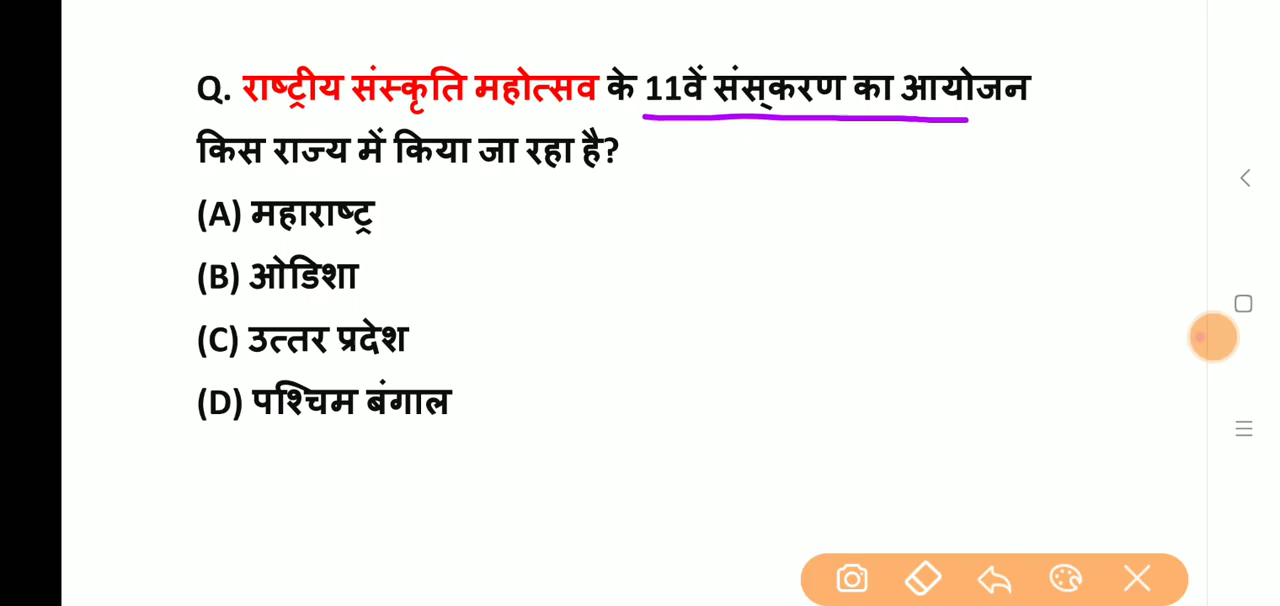 Q. राष्ट्रीय संस्कृति महोत्सव के 11वें संस्करण का आयोजन
किस राज्य में किया जा रहा है?
(A) महाराष्ट्र
(B) ओडिशा
(C) उत्तर प्रदेश
(D) पश्चिम बंगाल